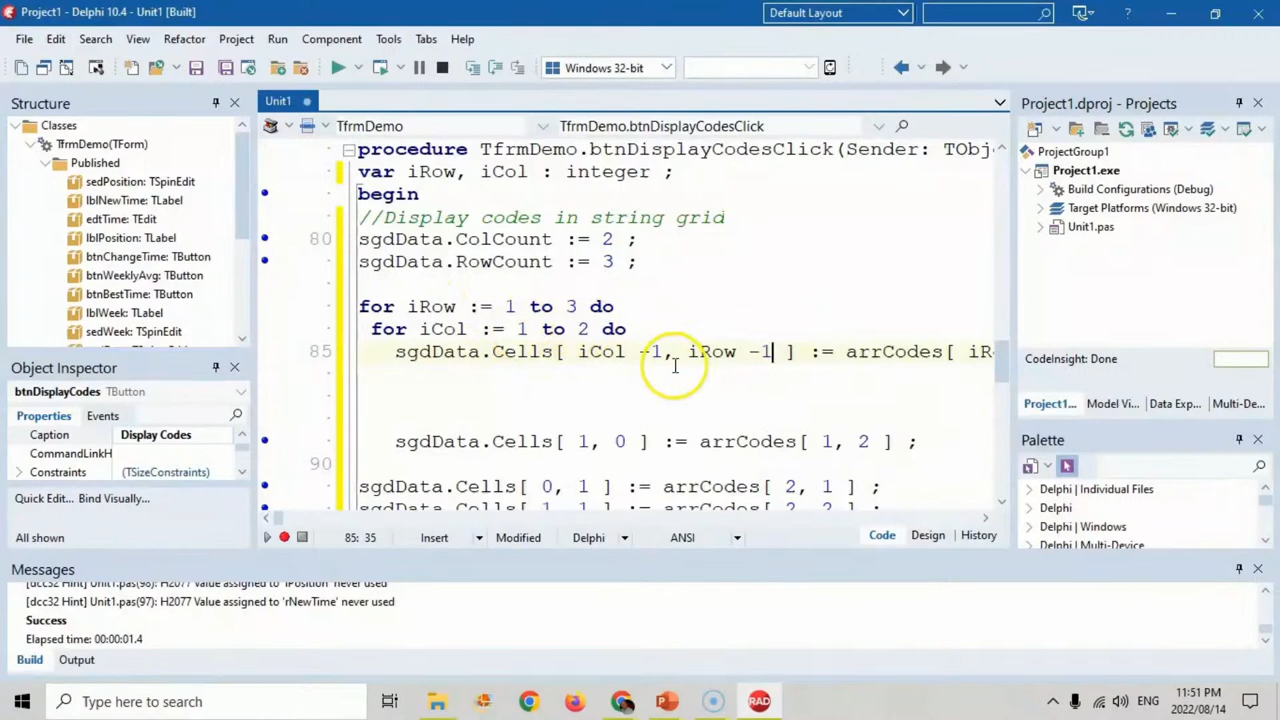 Project1 - Delphi 10.4 - Unit1 [Built]
Default Layout
File Edit Search View Refactor Project Run Component Tools Tabs Help
Windows 32-bit
Structure
Classes
TfrmDemo(TForm)
Published
sedPosition: TSpinEdit
lblNewTime: TLabel
edtTime: TEdit
lblPosition: TLabel
btnChangeTime: TButton
btnWeeklyAvg: TButton
btnBestTime: TButton
lblWeek: TLabel
sedWeek: TSpinEdit
Object Inspector
btnDisplayCodes TButton
Properties Events
Caption Display Codes
CommandLinkH
Constraints (TSizeConstraints)
Quick Edit... Bind Visually...
All shown
Unit1
TfrmDemo TfrmDemo.btnDisplayCodesClick
procedure TfrmDemo.btnDisplayCodesClick(Sender: TObj
var iRow, iCol : integer ;
begin
//Display codes in string grid
80 sgdData.ColCount := 2 ;
sgdData.RowCount := 3 ;
for iRow := 1 to 3 do
for iCol := 1 to 2 do
85 sgdData.Cells[ iCol -1, iRow -1 ] := arrCodes[ iR
sgdData.Cells[ 1, 0 ] := arrCodes[ 1, 2 ] ;
90
sgdData.Cells[ 0, 1 ] := arrCodes[ 2, 1 ] ;
sgdData.Cells[ 1, 1 ] := arrCodes[ 2, 2 ] ;
85: 35 Insert Modified Delphi ANSI Code Design History
Project1.dproj - Projects
ProjectGroup1
Project1.exe
Build Configurations (Debug)
Target Platforms (Windows 32-bit)
Unit1.pas
CodeInsight: Done
Project1... Model Vi... Data Exp... Multi-De...
Palette
Delphi | Individual Files
Delphi
Delphi | Windows
Delphi | Multi-Device
Messages
[dcc32 Hint] Unit1.pas(98): H2077 Value assigned to 'iPosition' never used
[dcc32 Hint] Unit1.pas(97): H2077 Value assigned to 'rNewTime' never used
Success
Elapsed time: 00:00:01.4
Build Output
Type here to search
RAD
ENG
11:51 PM
2022/08/14